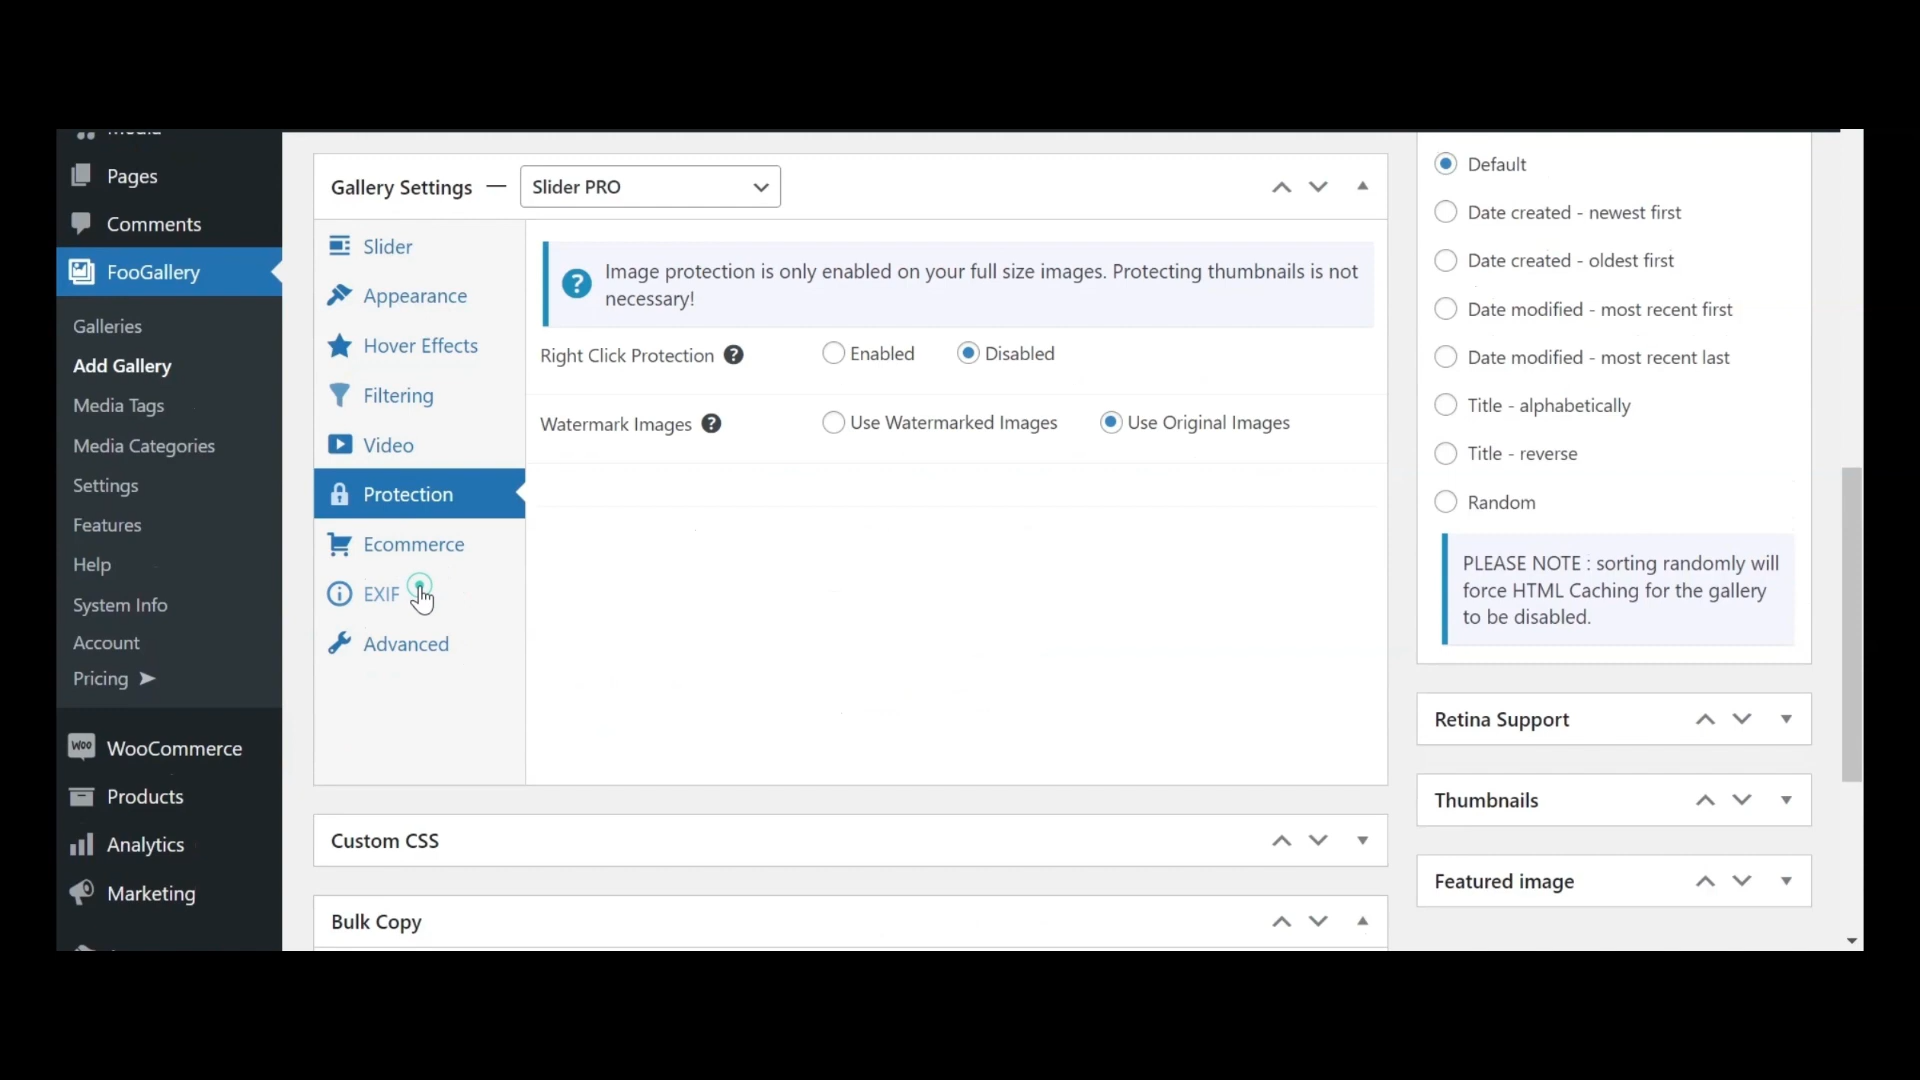 Pages
Comments
FooGallery
Galleries
Add Gallery
Media Tags
Media Categories
Settings
Features
Help
System Info
Account
Pricing ➤
WooCommerce
Products
Analytics
Marketing
Gallery Settings — Slider PRO
Slider
Appearance
Hover Effects
Filtering
Video
Protection
Ecommerce
EXIF
Advanced
Image protection is only enabled on your full size images. Protecting thumbnails is not
necessary!
Right Click Protection ? Enabled Disabled
Watermark Images ? Use Watermarked Images Use Original Images
Custom CSS
Bulk Copy
Default
Date created - newest first
Date created - oldest first
Date modified - most recent first
Date modified - most recent last
Title - alphabetically
Title - reverse
Random
PLEASE NOTE : sorting randomly will
force HTML Caching for the gallery
to be disabled.
Retina Support
Thumbnails
Featured image